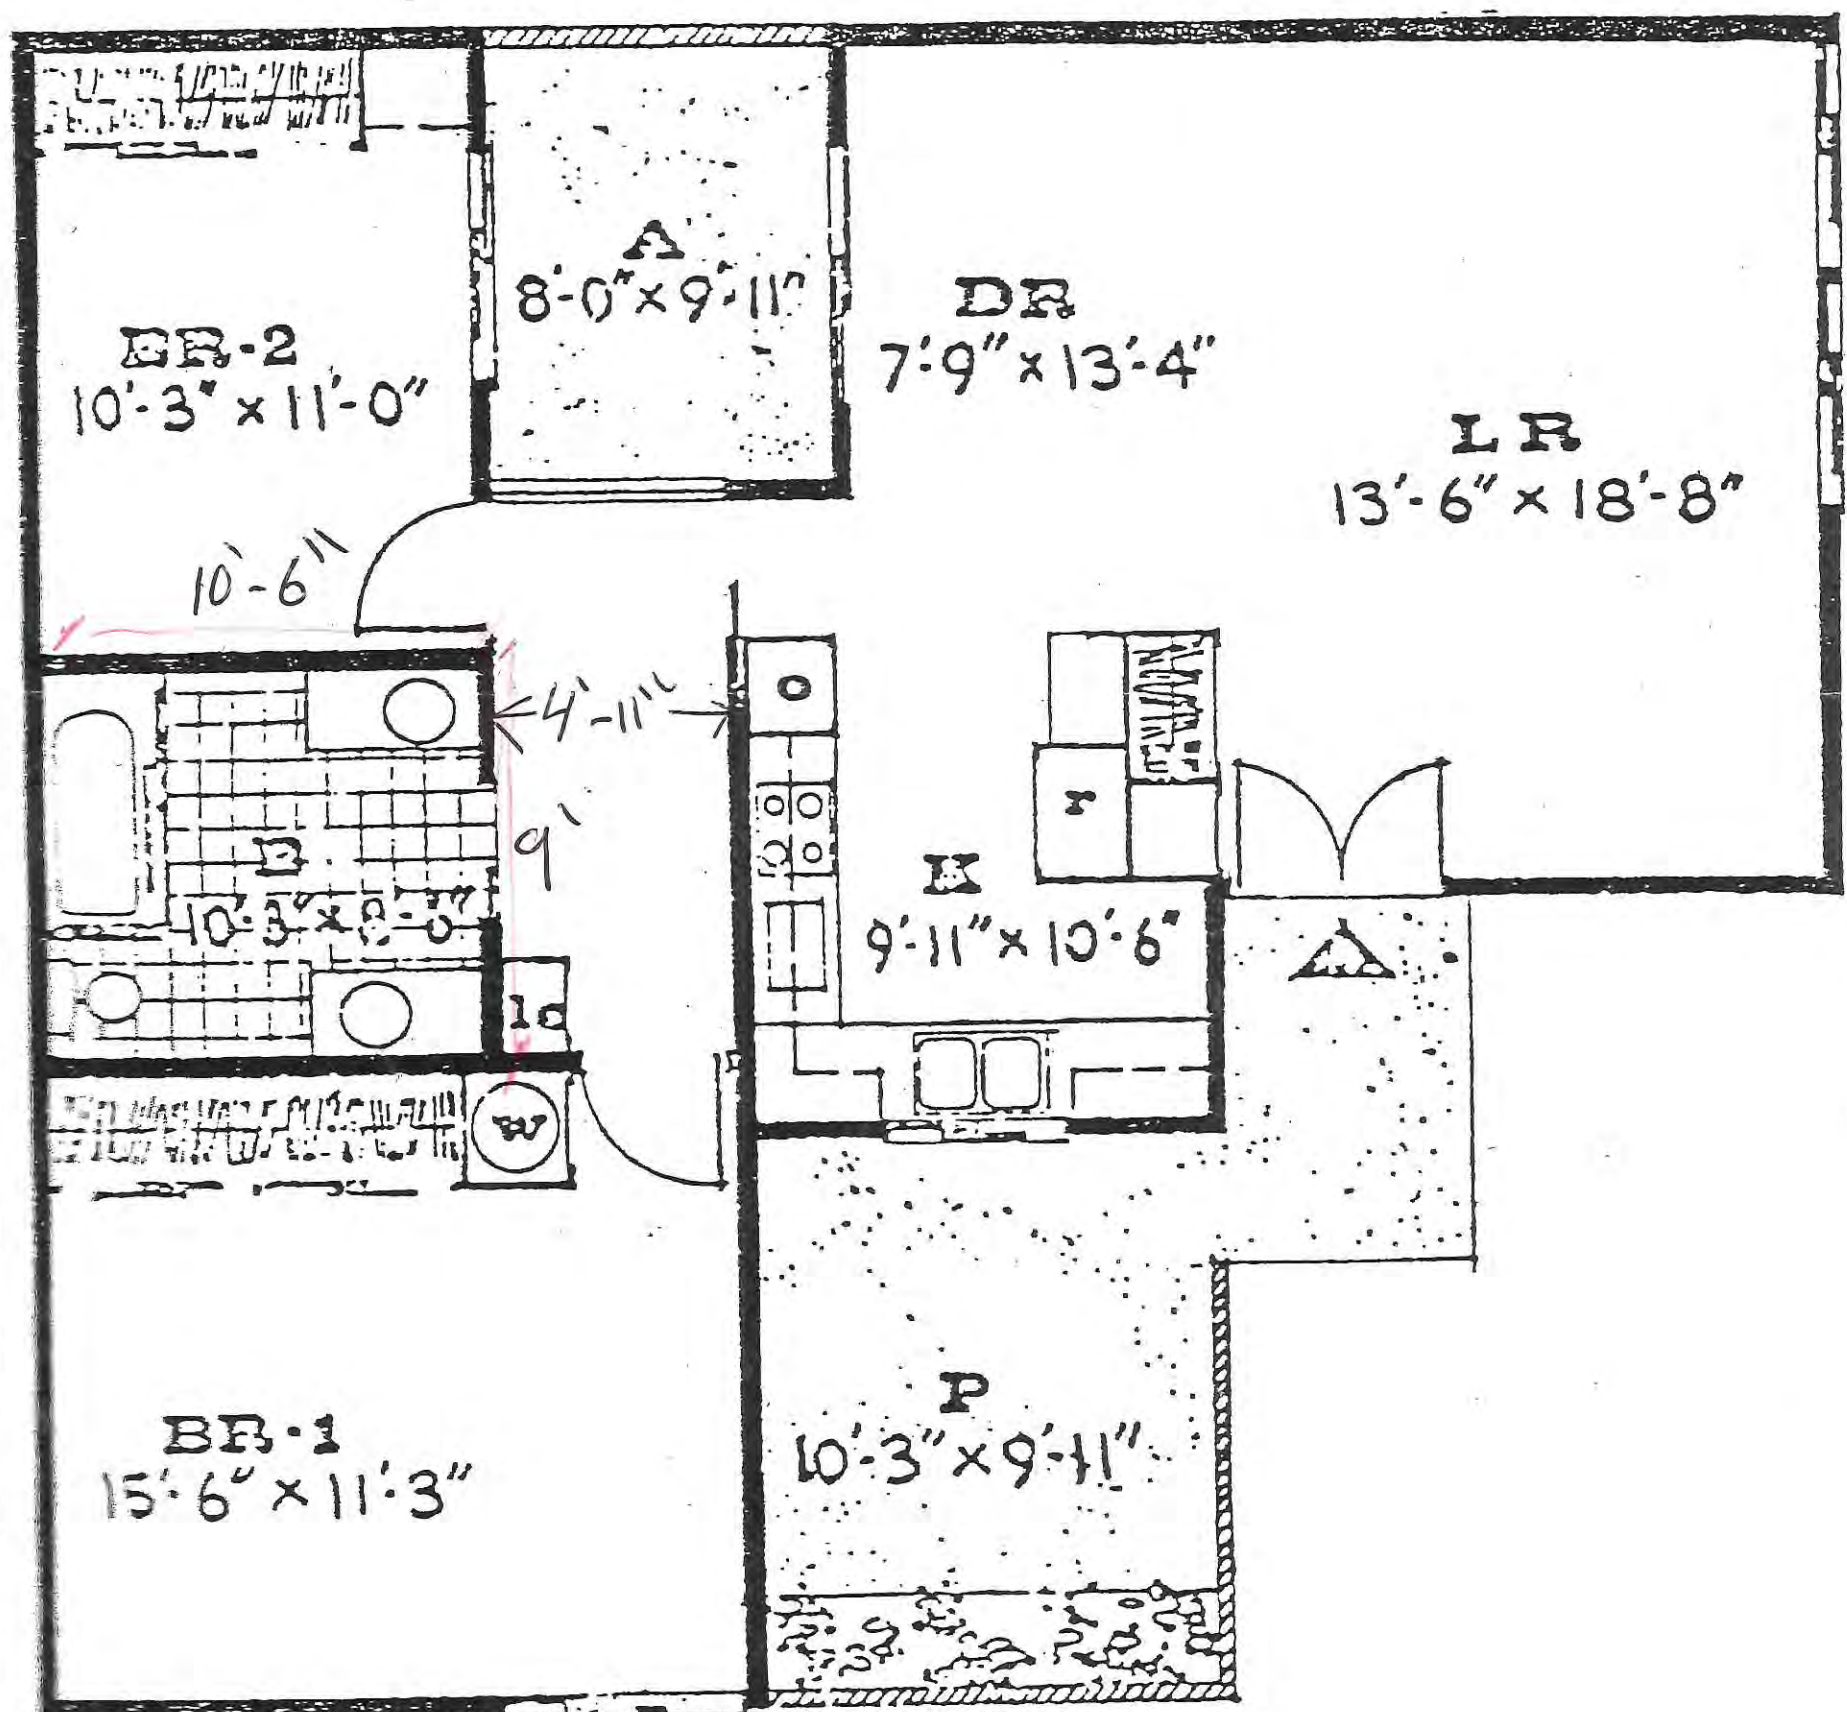 A
8'-0" x 9'-11"
DR
7'-9" x 13'-4"
BR-2
10'-3" x 11'-0"
LR
13'-6" x 18'-8"
10'-6"
4'-11"
o
r
9'
B
K
9'-11" x 10'-6"
W
BR-1
15'-6" x 11'-3"
P
10'-3" x 9'-11"